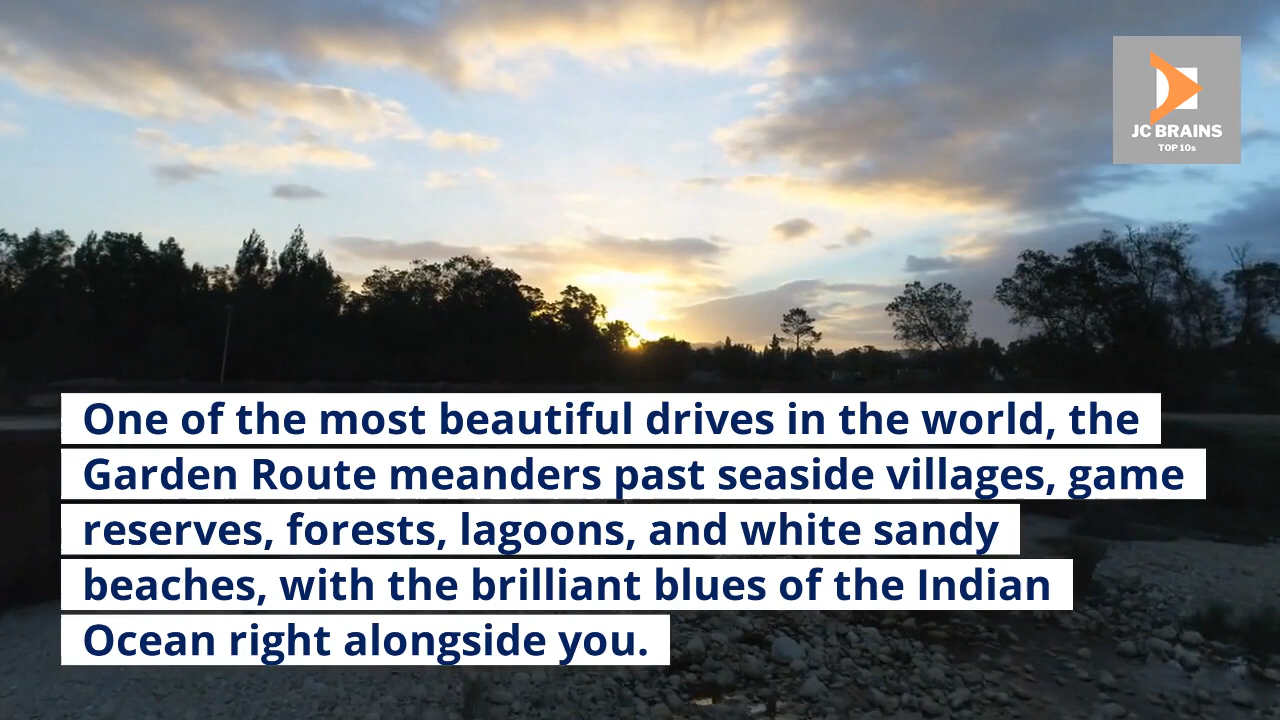 JC BRAINS
TOP 10s
One of the most beautiful drives in the world, the
Garden Route meanders past seaside villages, game
reserves, forests, lagoons, and white sandy
beaches, with the brilliant blues of the Indian
Ocean right alongside you.